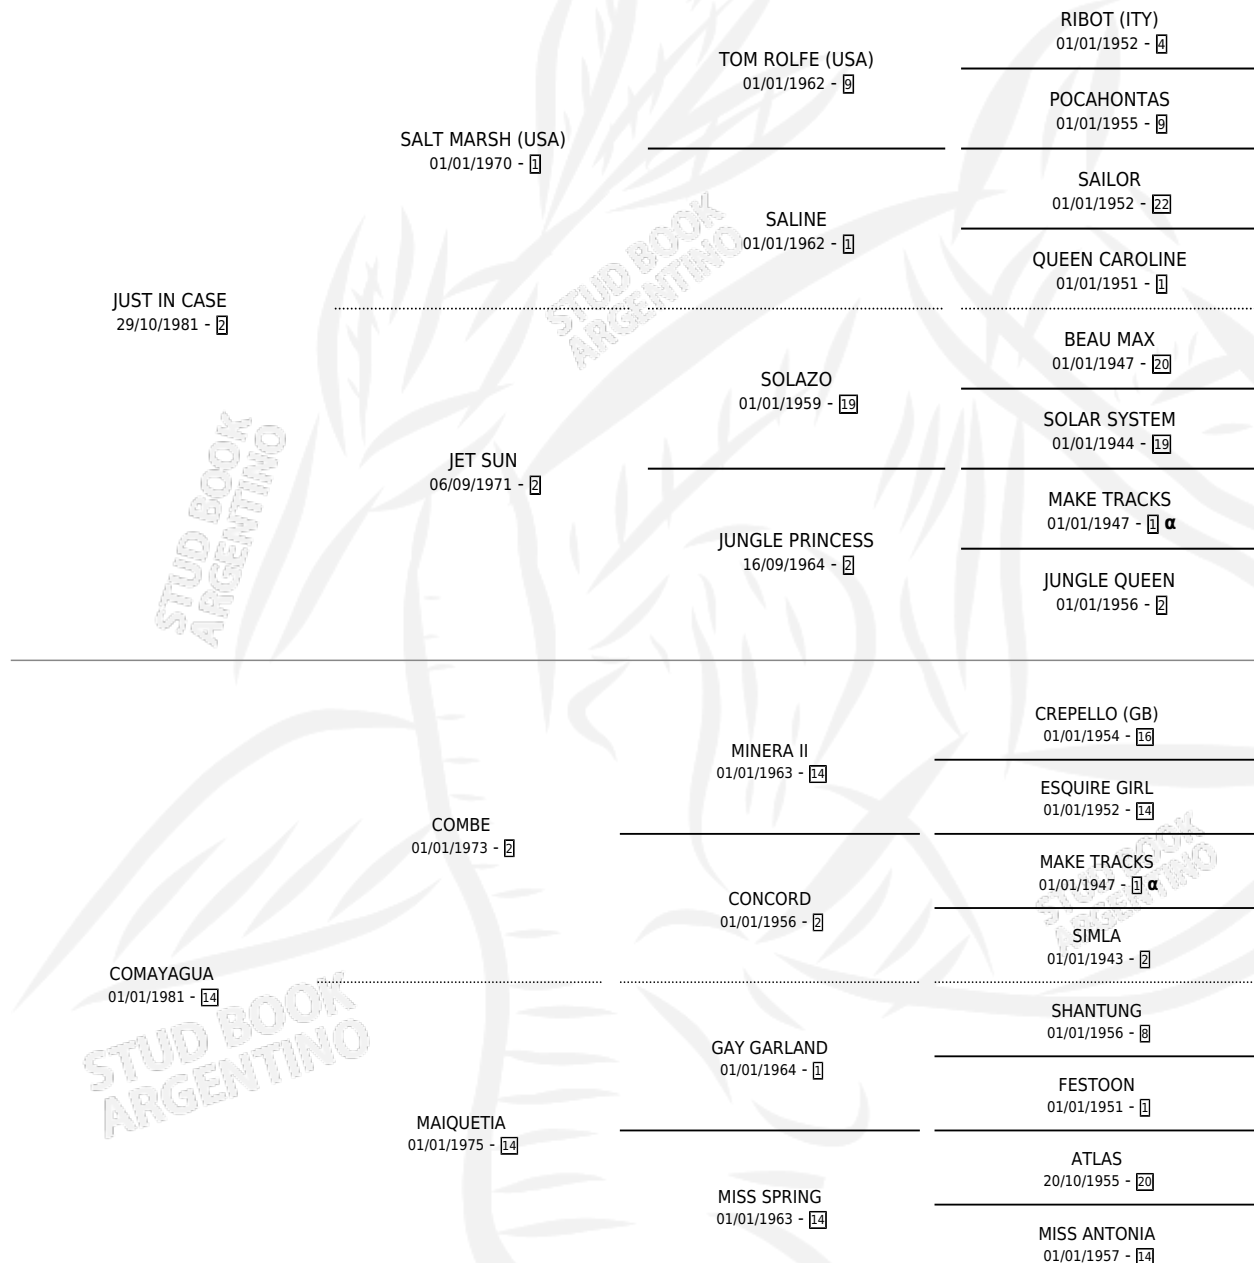 RIBOT (ITY)
01/01/1952 - 4
TOM ROLFE (USA)
01/01/1962 - 9
POCAHONTAS
01/01/1955 - 9
SALT MARSH (USA)
01/01/1970 - 1
SAILOR
01/01/1952 - 22
SALINE
01/01/1962 - 1
QUEEN CAROLINE
01/01/1951 - 1
JUST IN CASE
29/10/1981 - 2
BEAU MAX
01/01/1947 - 20
SOLAZO
01/01/1959 - 19
SOLAR SYSTEM
01/01/1944 - 19
JET SUN
06/09/1971 - 2
MAKE TRACKS
01/01/1947 - 1 α
JUNGLE PRINCESS
16/09/1964 - 2
JUNGLE QUEEN
01/01/1956 - 2
CREPELLO (GB)
01/01/1954 - 16
MINERA II
01/01/1963 - 14
ESQUIRE GIRL
01/01/1952 - 14
COMBE
01/01/1973 - 2
MAKE TRACKS
01/01/1947 - 1 α
CONCORD
01/01/1956 - 2
SIMLA
01/01/1943 - 2
COMAYAGUA
01/01/1981 - 14
SHANTUNG
01/01/1956 - 8
GAY GARLAND
01/01/1964 - 1
FESTOON
01/01/1951 - 1
MAIQUETIA
01/01/1975 - 14
ATLAS
20/10/1955 - 20
MISS SPRING
01/01/1963 - 14
MISS ANTONIA
01/01/1957 - 14
STUD BOOK
ARGENTINO
STUD BOOK
ARGENTINO
STUD BOOK
ARGENTINO
STUD BOOK
ARGENTINO